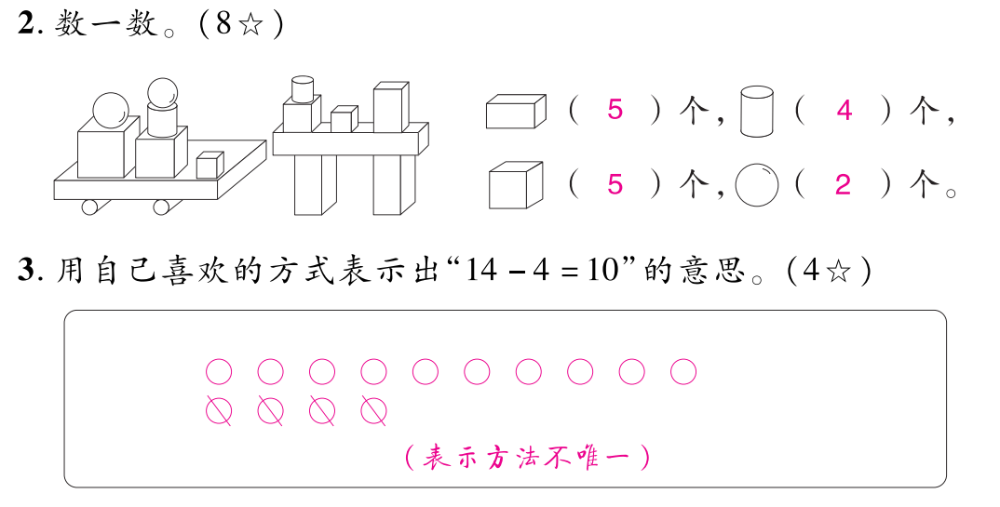 2. 数一数。(8☆)
( 5 )个, ( 4 )个,
( 5 )个, ( 2 )个。
3. 用自己喜欢的方式表示出“14－4＝10”的意思。(4☆)
(表示方法不唯一)